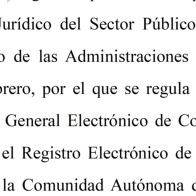 Jurídico del Sector Público
o de las Administraciones
brero, por el que se regula
General Electrónico de Co
el Registro Electrónico de
la Comunidad Autónoma d